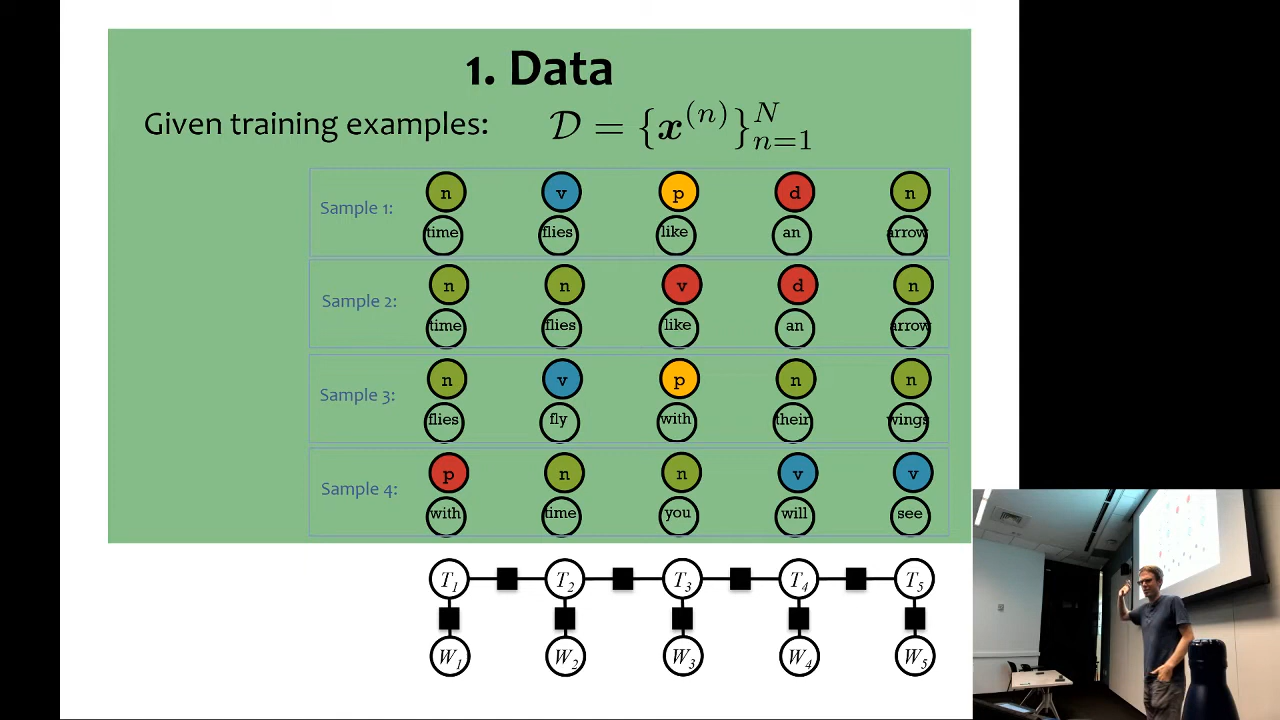 1. Data
Given training examples: 𝒟 = {x^(n)}_{n=1}^N
Sample 1:
n v p d n
time flies like an arrow
Sample 2:
n n v d n
time flies like an arrow
Sample 3:
n v p n n
flies fly with their wings
Sample 4:
p n n v v
with time you will see
T₁ T₂ T₃ T₄ T₅
W₁ W₂ W₃ W₄ W₅